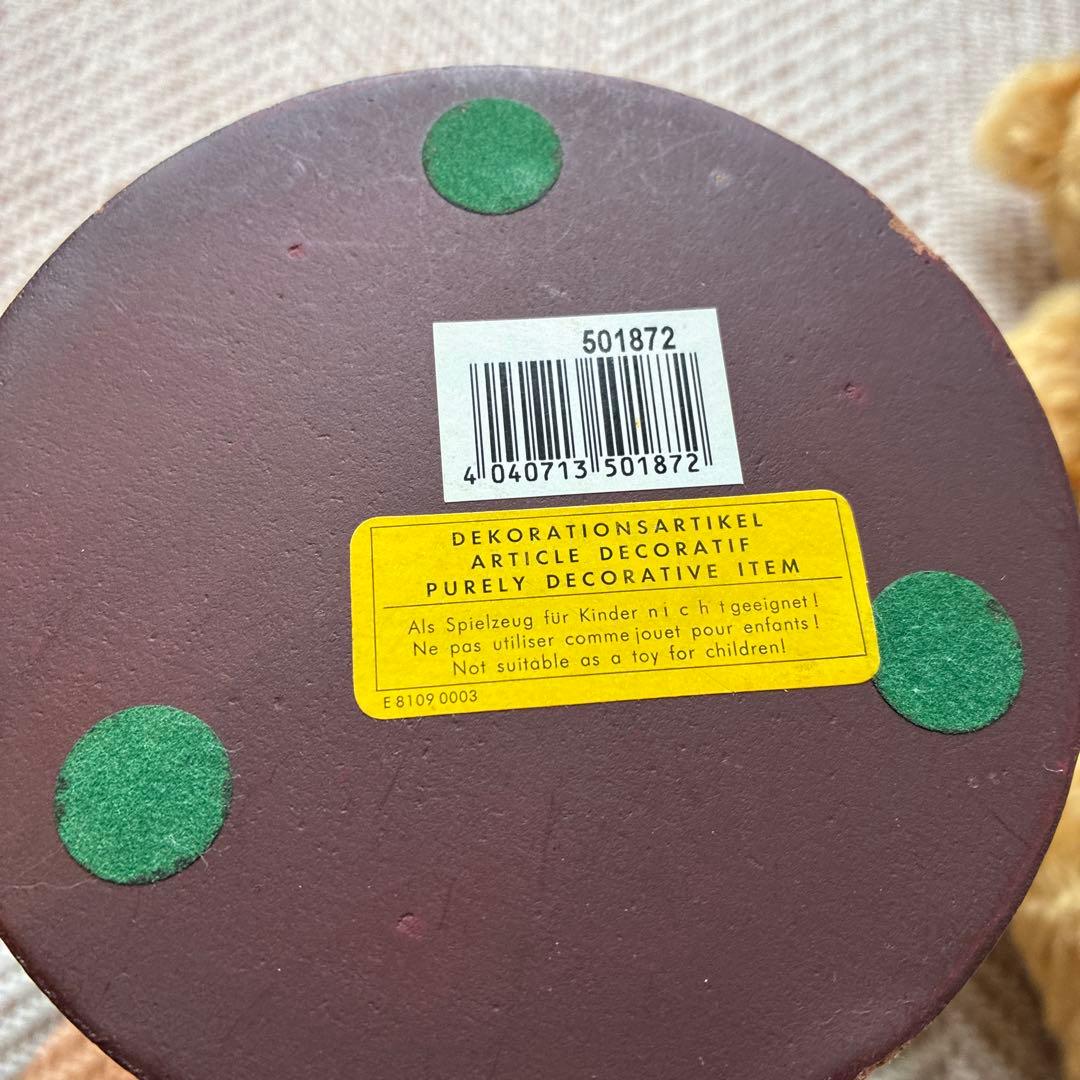 501872
4 040713 501872
DEKORATIONSARTIKEL
ARTICLE DECORATIF
PURELY DECORATIVE ITEM
Als Spielzeug für Kinder n i c h t geeignet!
Ne pas utiliser comme jouet pour enfants!
Not suitable as a toy for children!
E 8109 0003